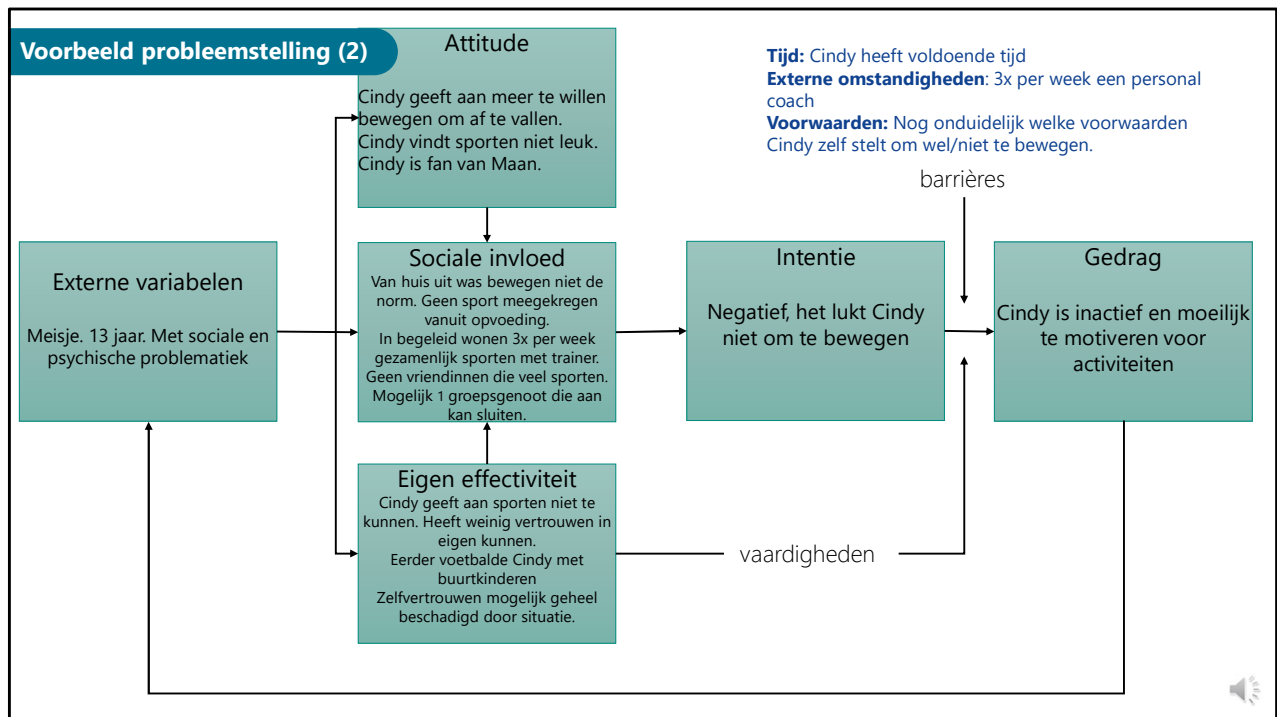 Voorbeeld probleemstelling (2)
Attitude
Cindy geeft aan meer te willen
bewegen om af te vallen.
Cindy vindt sporten niet leuk.
Cindy is fan van Maan.
Tijd: Cindy heeft voldoende tijd
Externe omstandigheden: 3x per week een personal
coach
Voorwaarden: Nog onduidelijk welke voorwaarden
Cindy zelf stelt om wel/niet te bewegen.
barrières
Externe variabelen
Meisje. 13 jaar. Met sociale en
psychische problematiek
Sociale invloed
Van huis uit was bewegen niet de
norm. Geen sport meegekregen
vanuit opvoeding.
In begeleid wonen 3x per week
gezamenlijk sporten met trainer.
Geen vriendinnen die veel sporten.
Mogelijk 1 groepsgenoot die aan
kan sluiten.
Intentie
Negatief, het lukt Cindy
niet om te bewegen
Gedrag
Cindy is inactief en moeilijk
te motiveren voor
activiteiten
Eigen effectiviteit
Cindy geeft aan sporten niet te
kunnen. Heeft weinig vertrouwen in
eigen kunnen.
Eerder voetbalde Cindy met
buurtkinderen
Zelfvertrouwen mogelijk geheel
beschadigd door situatie.
vaardigheden